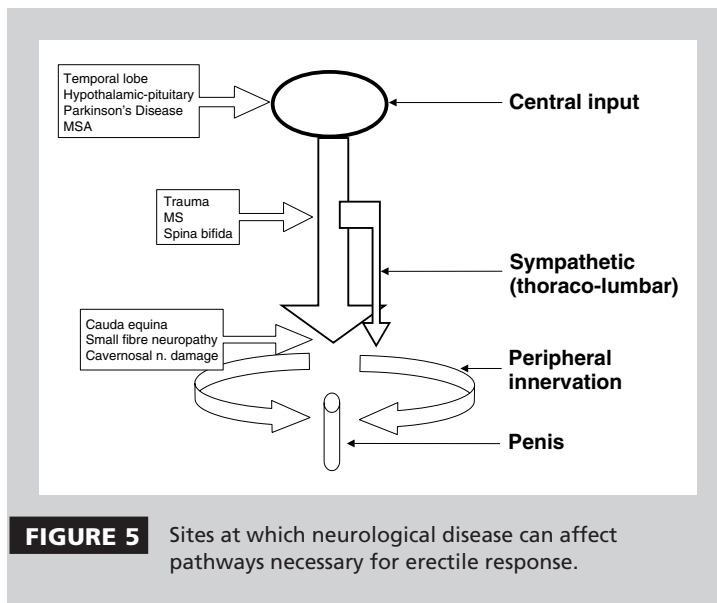 Temporal lobe
Hypothalamic-pituitary
Parkinson's Disease
MSA
Central input
Trauma
MS
Spina bifida
Sympathetic
(thoraco-lumbar)
Cauda equina
Small fibre neuropathy
Cavernosal n. damage
Peripheral
innervation
Penis
FIGURE 5 Sites at which neurological disease can affect
pathways necessary for erectile response.